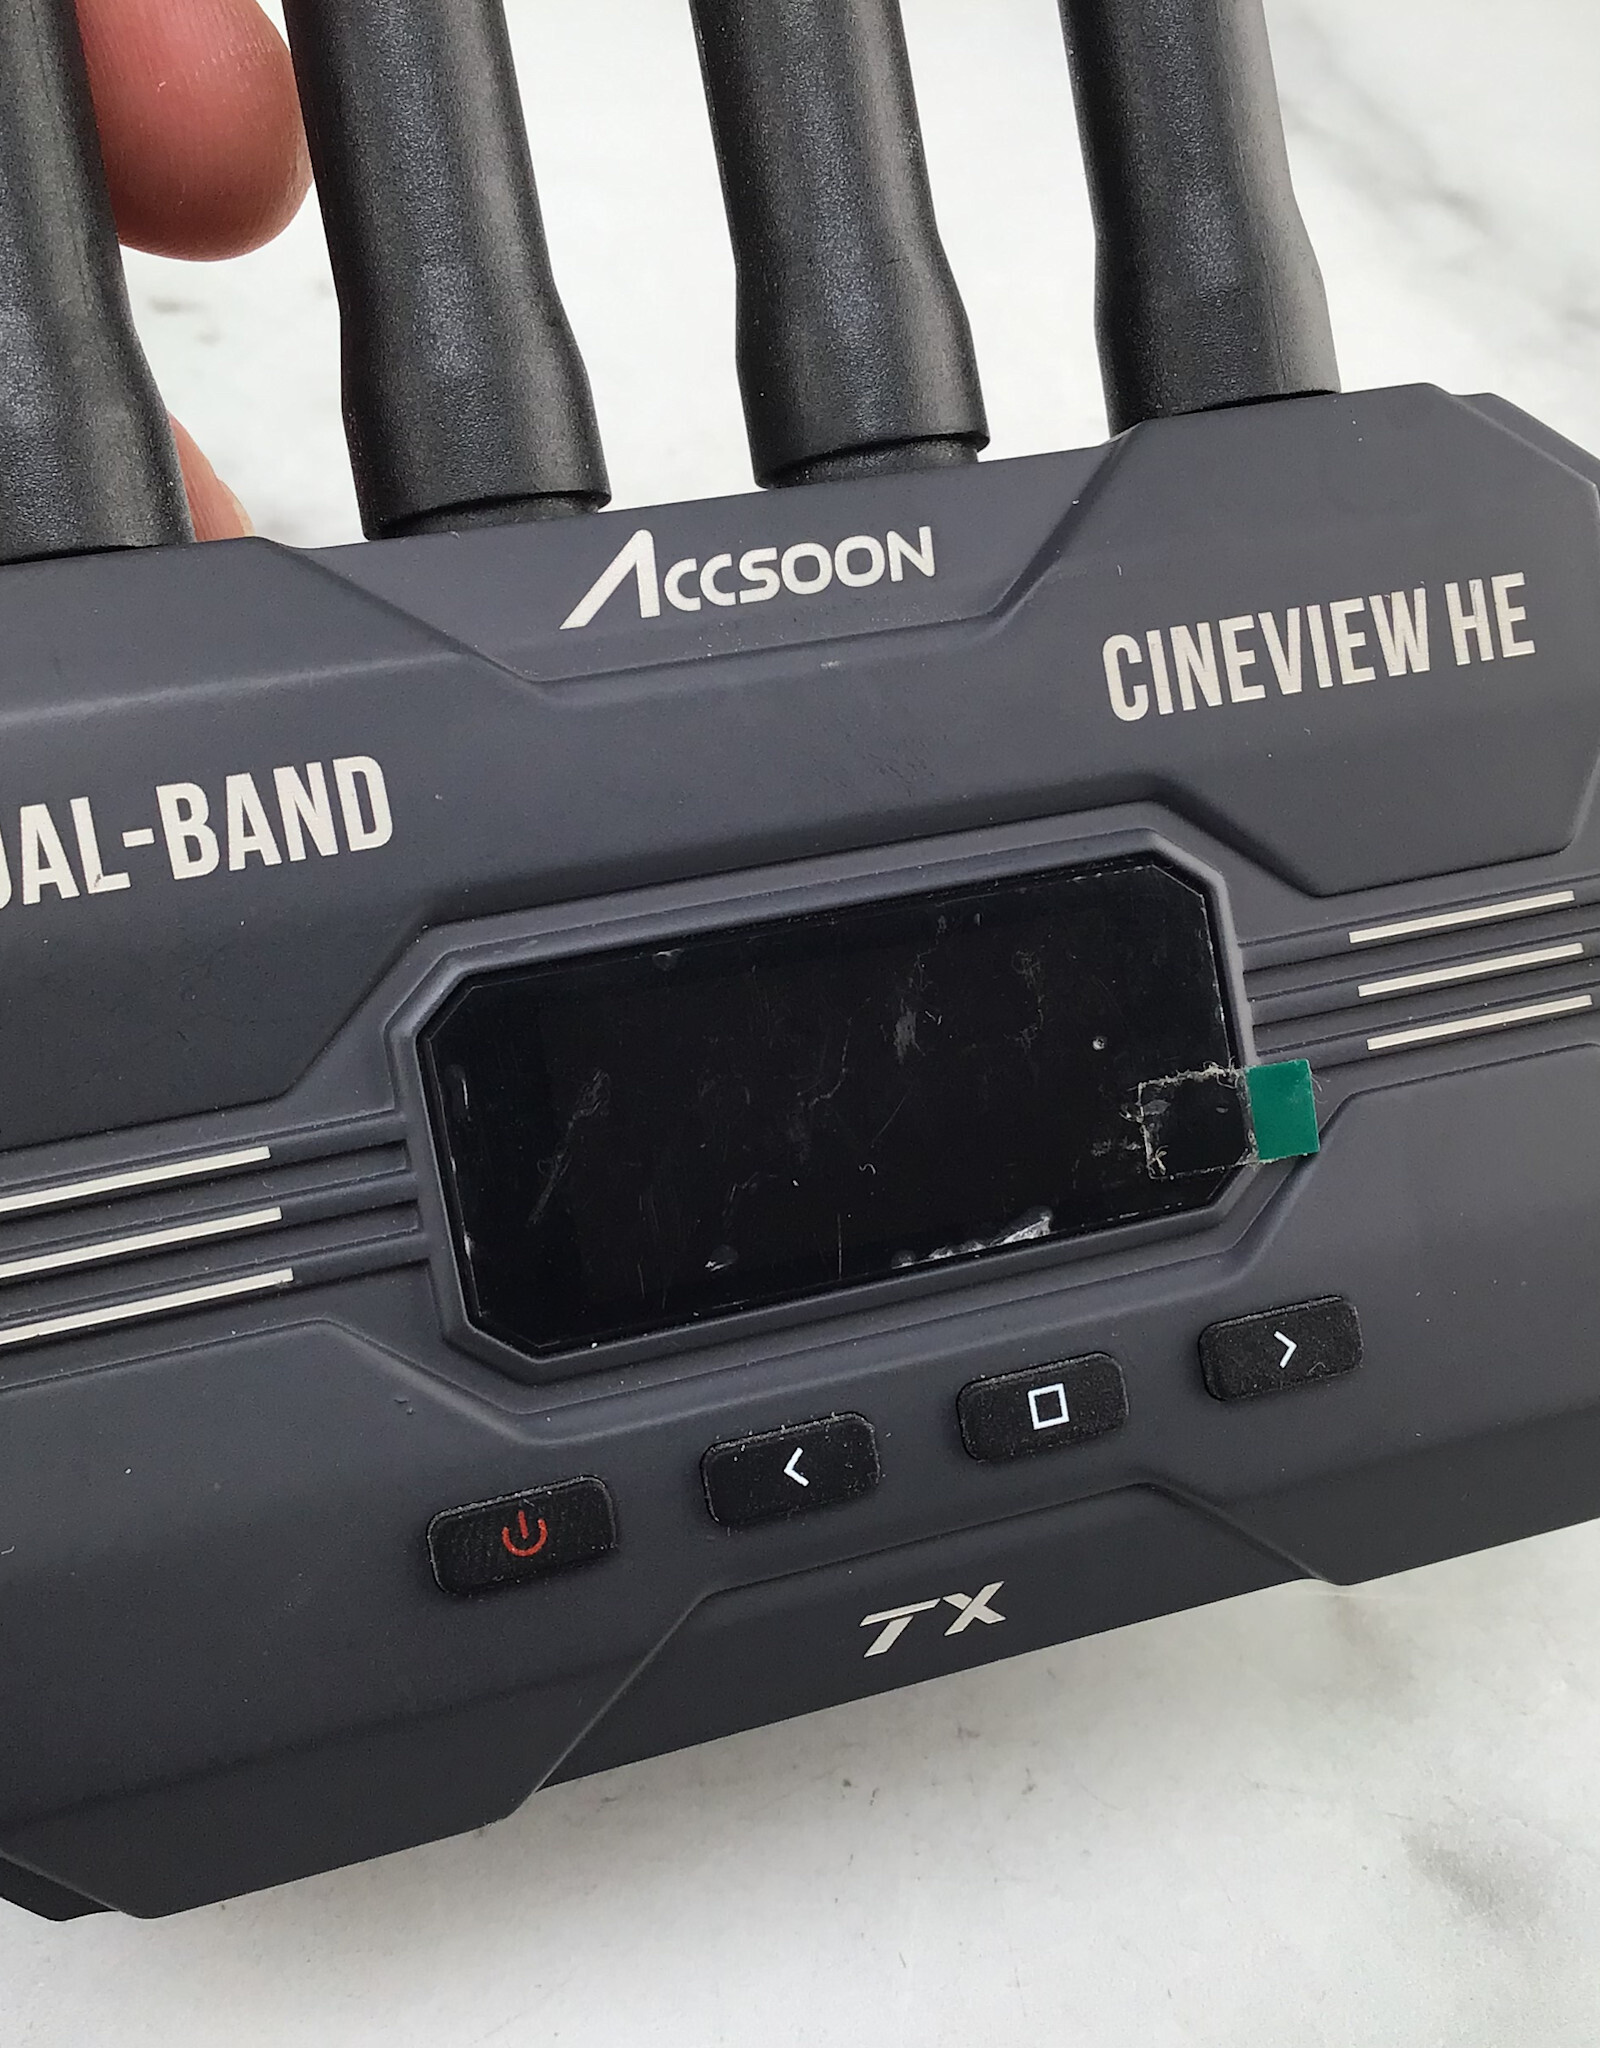 ACCSOON
CINEVIEW HE
UAL-BAND
TX